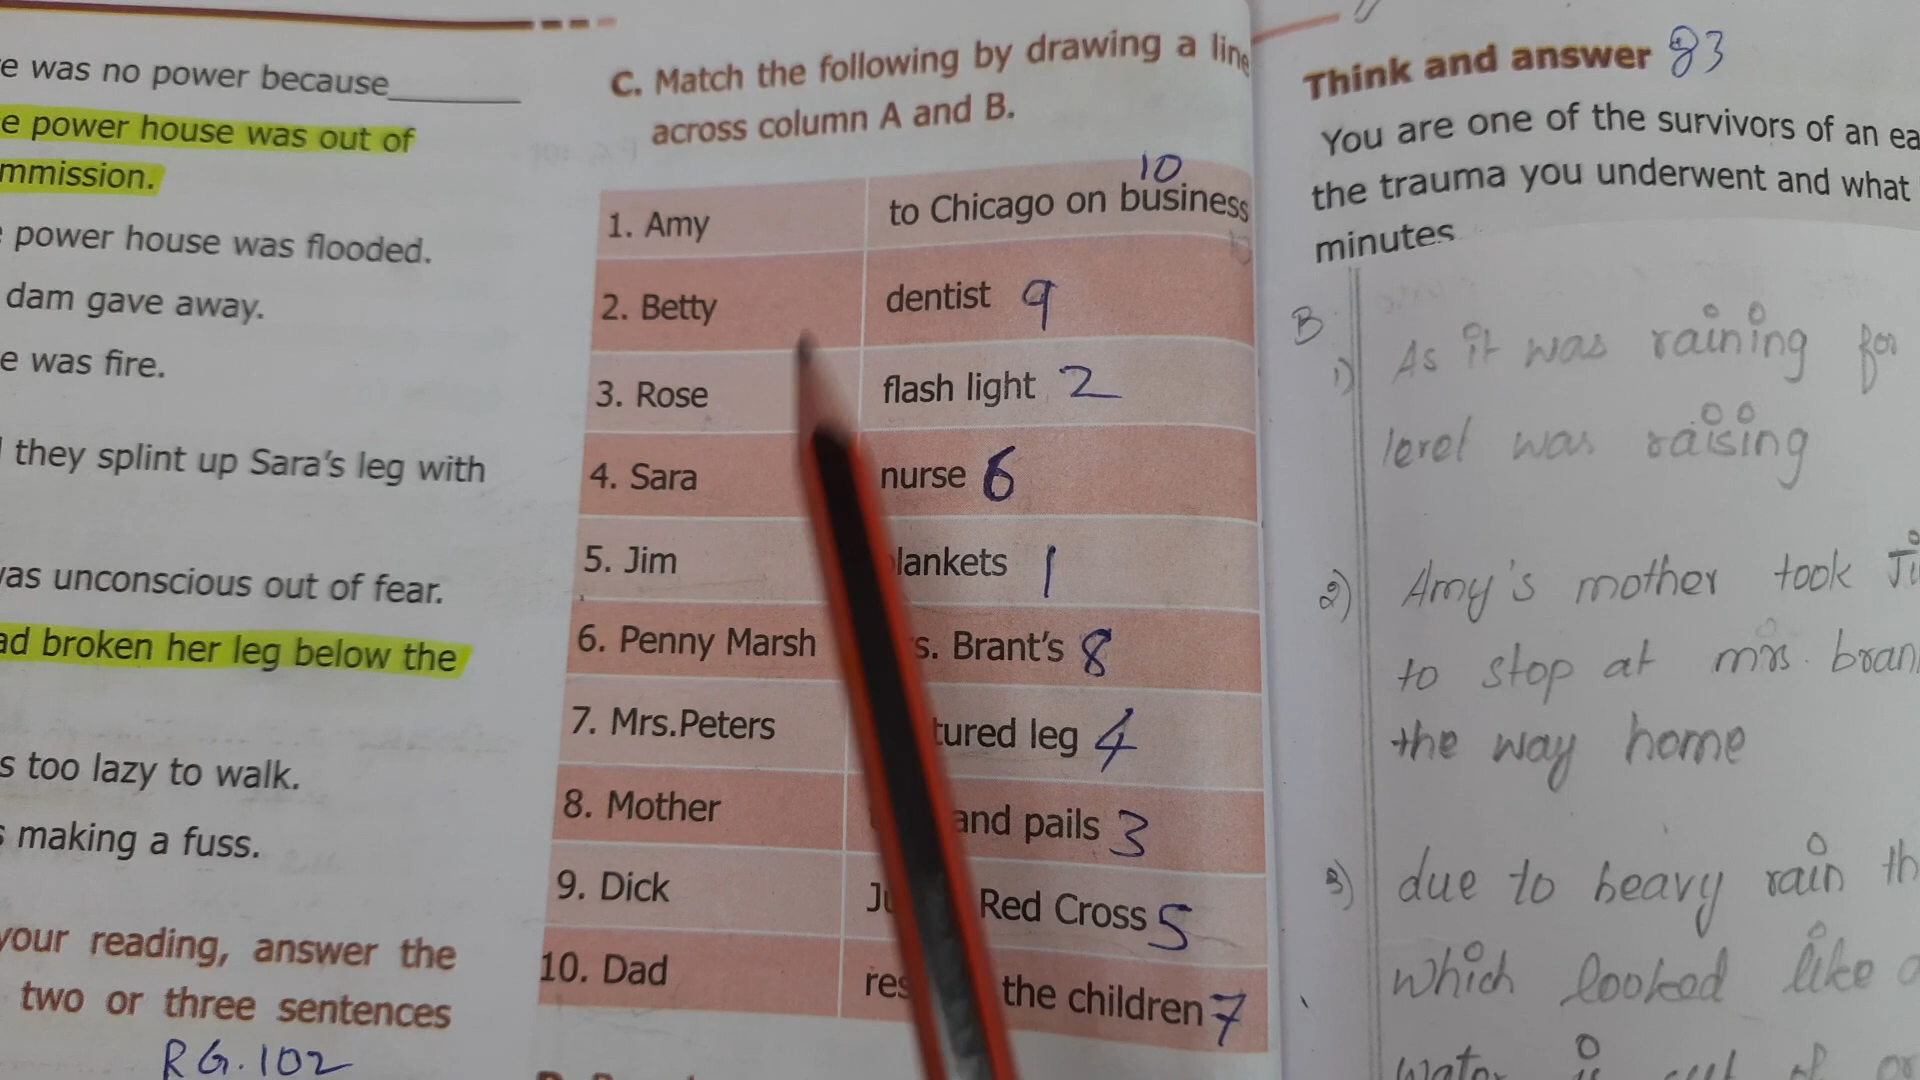 e was no power because________
e power house was out of
mmission.
power house was flooded.
dam gave away.
e was fire.
they splint up Sara's leg with
as unconscious out of fear.
ad broken her leg below the
s too lazy to walk.
making a fuss.
your reading, answer the
two or three sentences
RG.102
C. Match the following by drawing a line
across column A and B.
1. Amy to Chicago on business 10
2. Betty dentist 9
3. Rose flash light 2
4. Sara nurse 6
5. Jim lankets 1
6. Penny Marsh s. Brant's 8
7. Mrs.Peters tured leg 4
8. Mother and pails 3
9. Dick Red Cross 5
10. Dad res the children 7
Think and answer 83
You are one of the survivors of an ea
the trauma you underwent and what
minutes
B
1) As it was raining for
level was raising
2) Amy's mother took Ji
to stop at mrs. bran
the way home
3) due to heavy rain th
which looked like